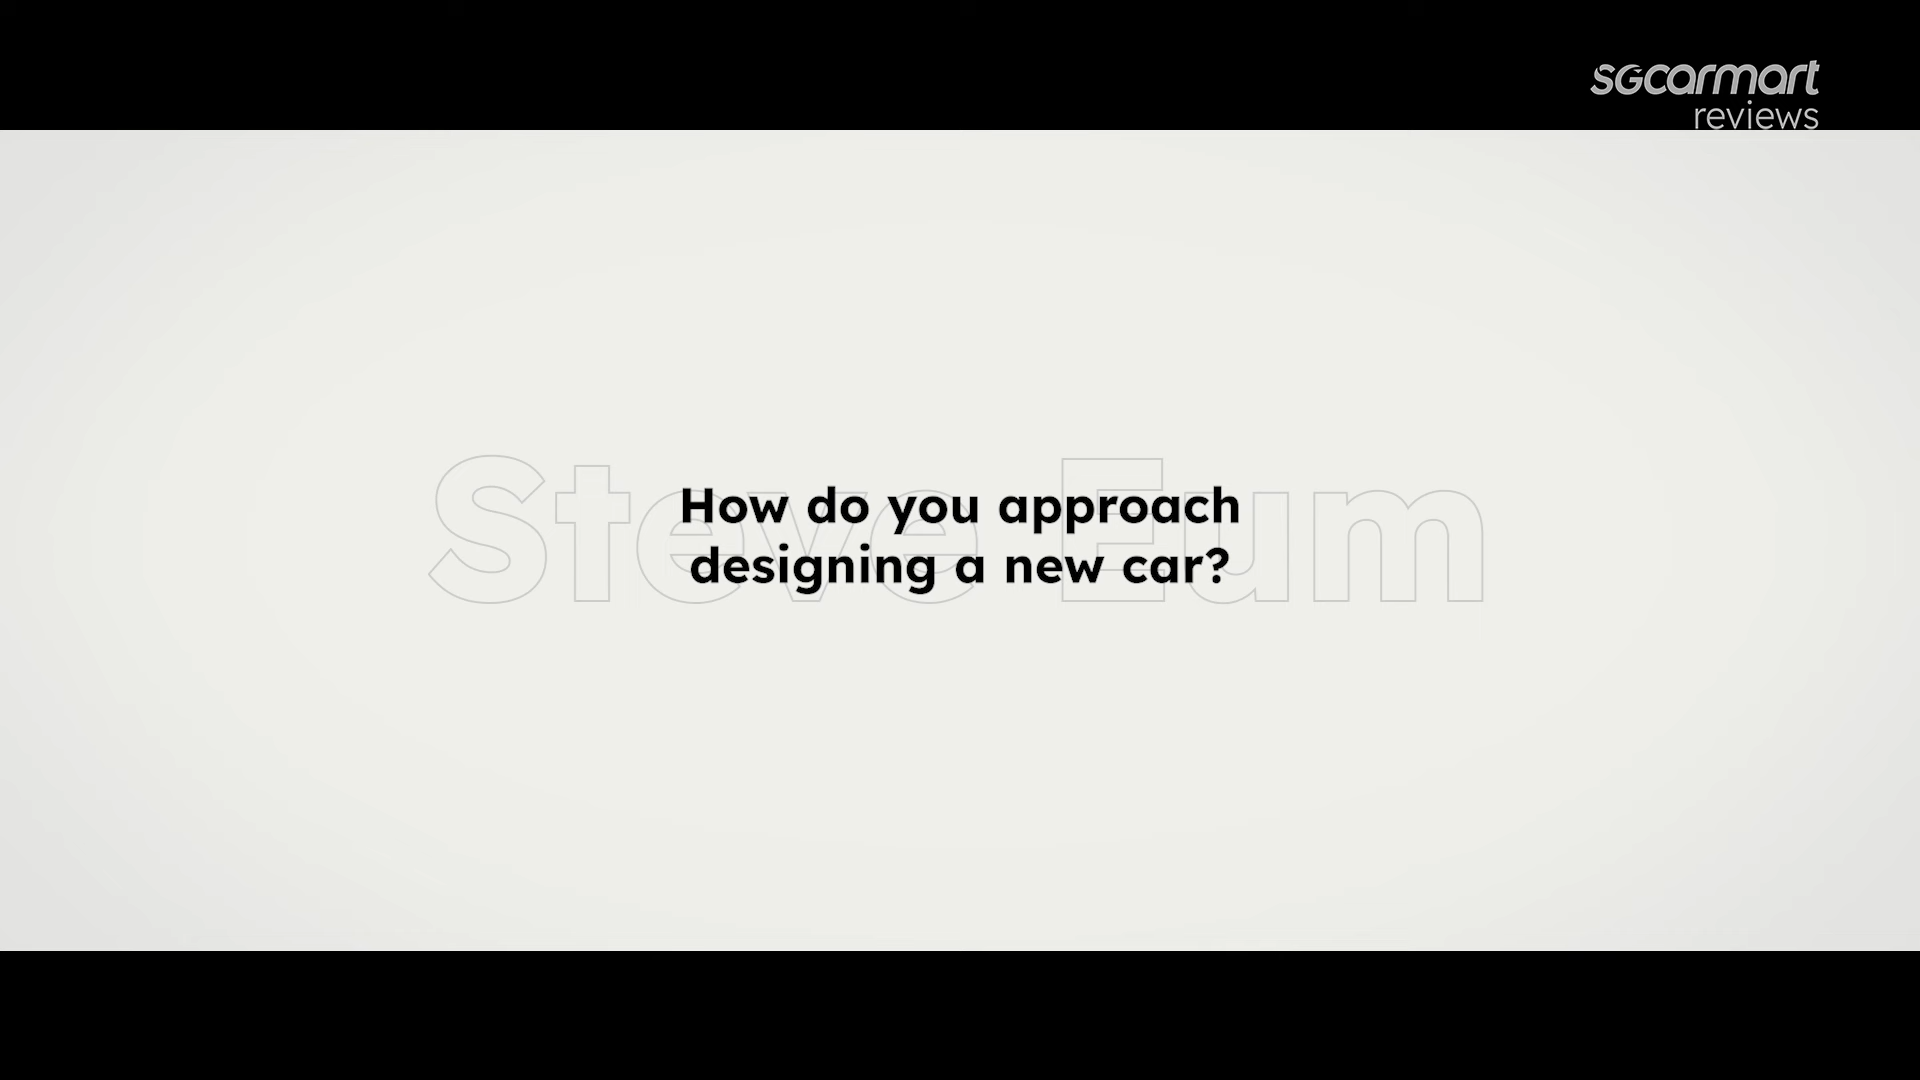 sgcarmart
reviews
Steve Eum
How do you approach
designing a new car?